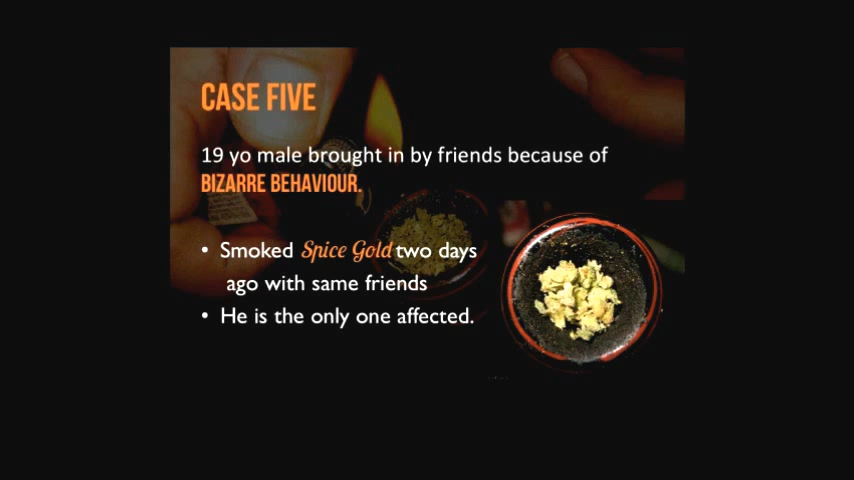 CASE FIVE
19 yo male brought in by friends because of
BIZARRE BEHAVIOUR.
• Smoked Spice Gold two days
ago with same friends
• He is the only one affected.